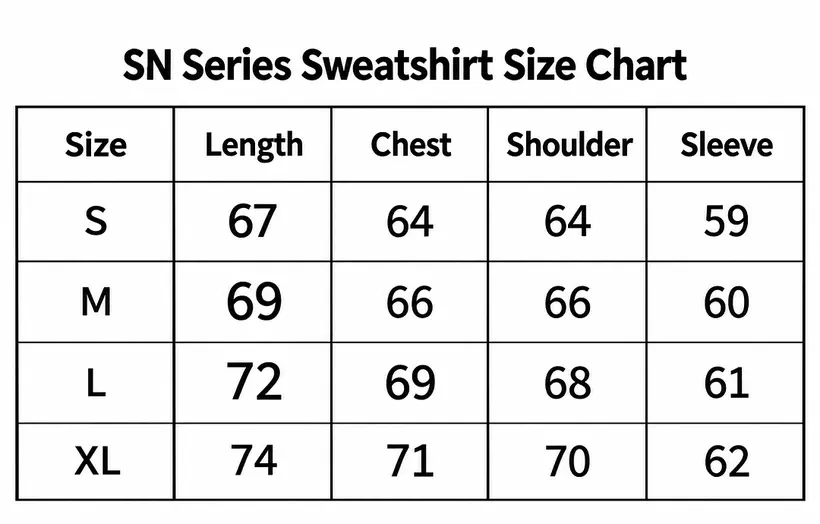 SN Series Sweatshirt Size Chart
Size Length Chest Shoulder Sleeve
S 67 64 64 59
M 69 66 66 60
L 72 69 68 61
XL 74 71 70 62